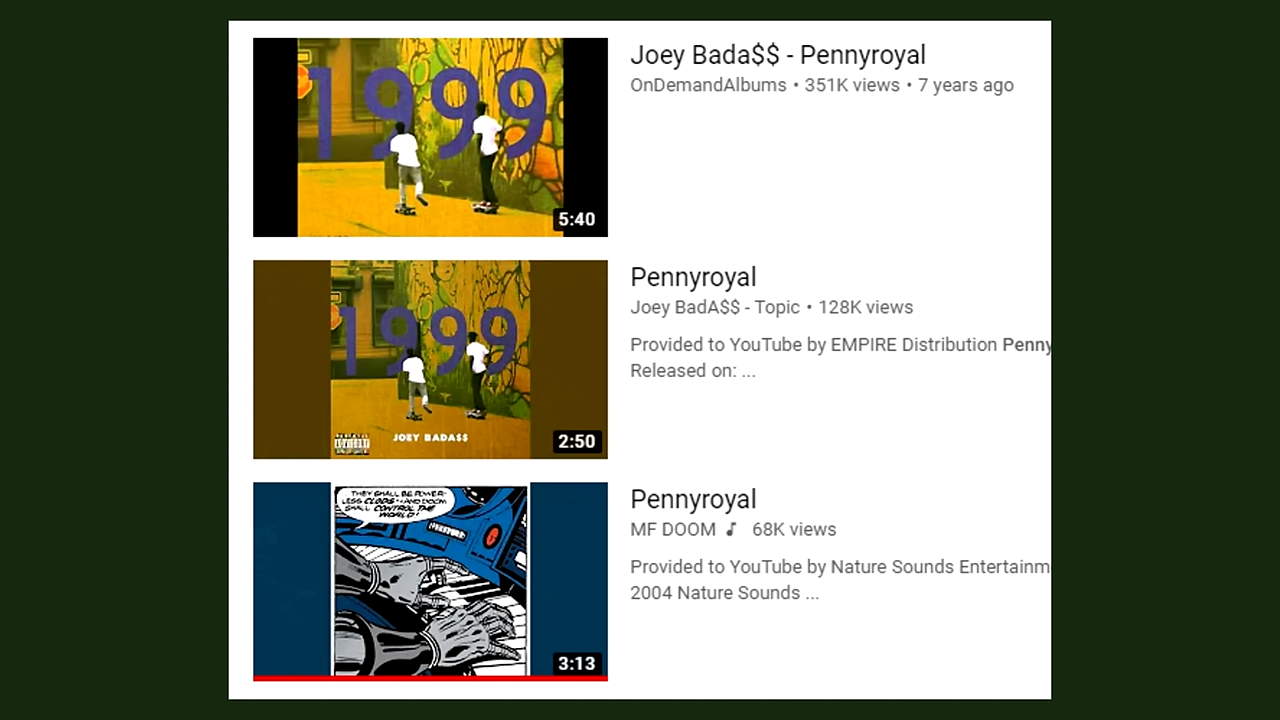 1999
5:40
Joey Bada$$ - Pennyroyal
OnDemandAlbums • 351K views • 7 years ago
1999
JOEY BADA$$
2:50
Pennyroyal
Joey BadA$$ - Topic • 128K views
Provided to YouTube by EMPIRE Distribution Penny
Released on: ...
THEY SHALL BE POWER-
LESS CLODS--AND DOOM
SHALL CONTROL THE
WORLD!
3:13
Pennyroyal
MF DOOM 68K views
Provided to YouTube by Nature Sounds Entertainm
2004 Nature Sounds ...